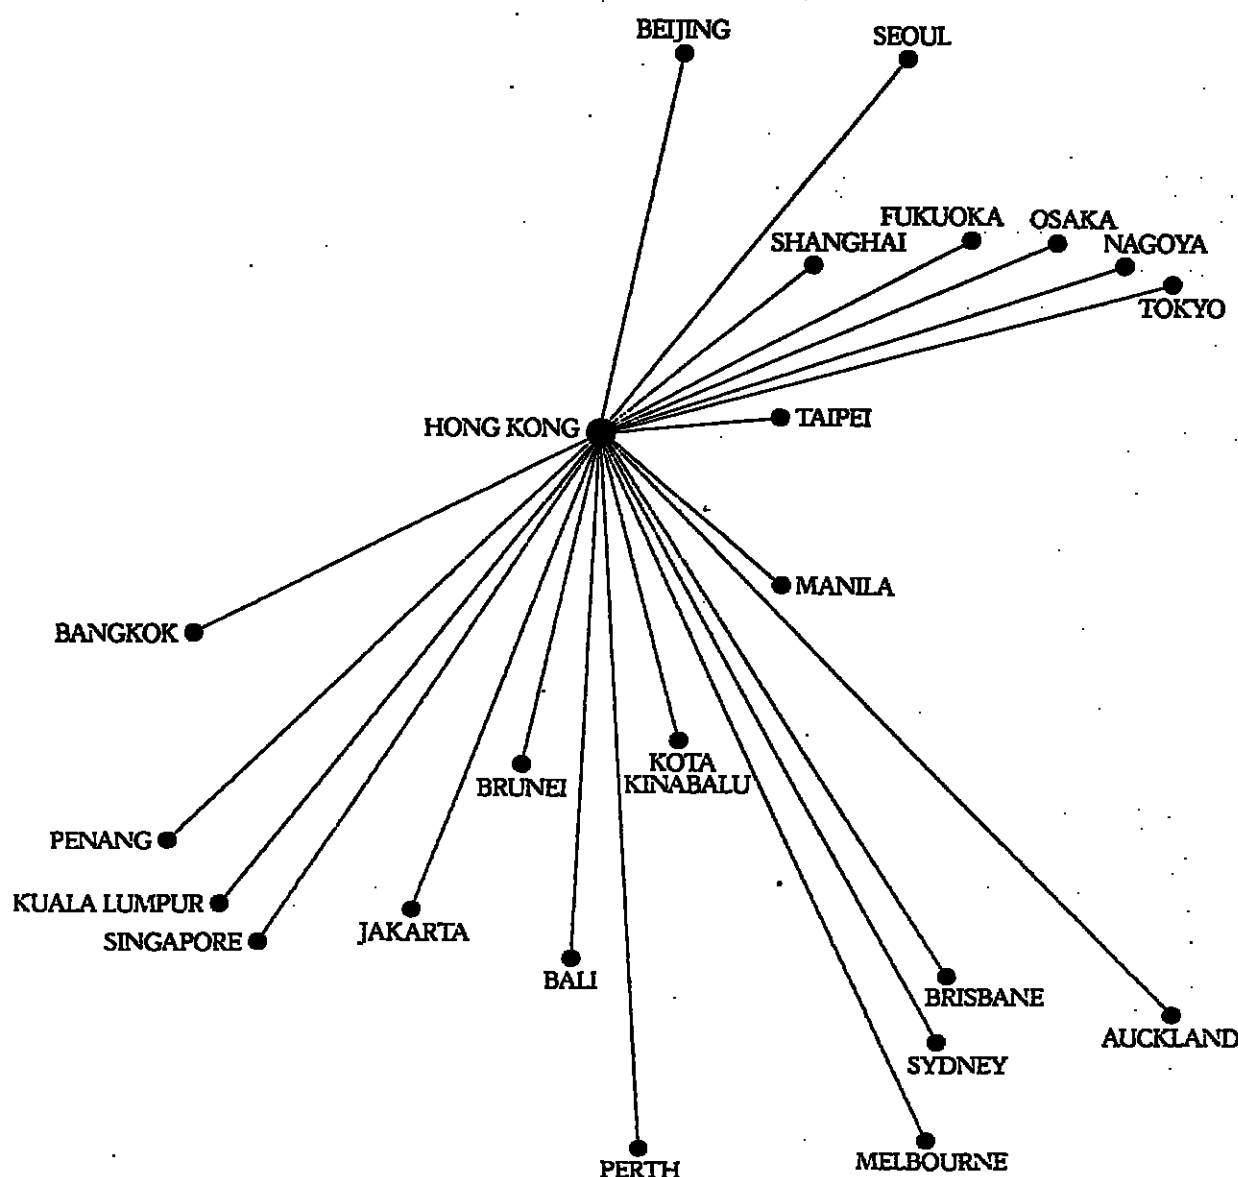 BEIJING
SEOUL
FUKUOKA
OSAKA
SHANGHAI
NAGOYA
TOKYO
HONG KONG
TAIPEI
MANILA
BANGKOK
KOTA
KINABALU
BRUNEI
PENANG
KUALA LUMPUR
SINGAPORE
JAKARTA
BALI
BRISBANE
AUCKLAND
SYDNEY
MELBOURNE
PERTH